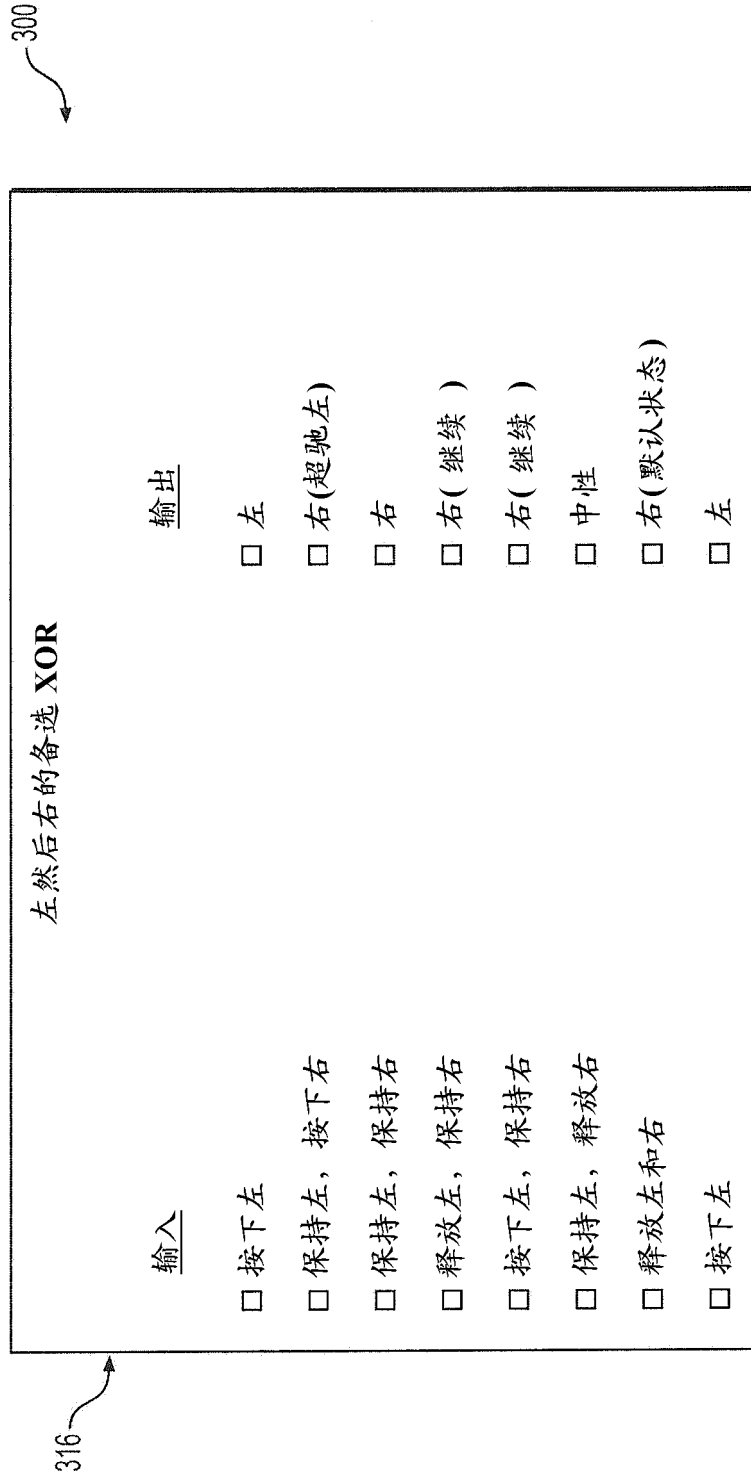 300
316
左然后右的备选 XOR
输入 输出
□ 按下左 □ 左
□ 保持左，按下右 □ 右(超驰左)
□ 保持左，保持右 □ 右
□ 释放左，保持右 □ 右( 继续 )
□ 按下左，保持右 □ 右( 继续 )
□ 保持左，释放右 □ 中性
□ 释放左和右 □ 右(默认状态)
□ 按下左 □ 左